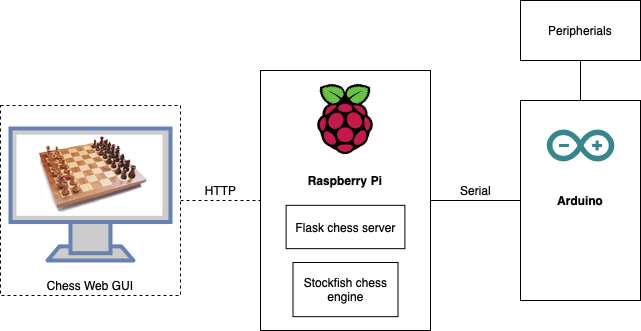 Peripherials
Raspberry Pi
HTTP
Serial
Arduino
Flask chess server
Stockfish chess
engine
Chess Web GUI